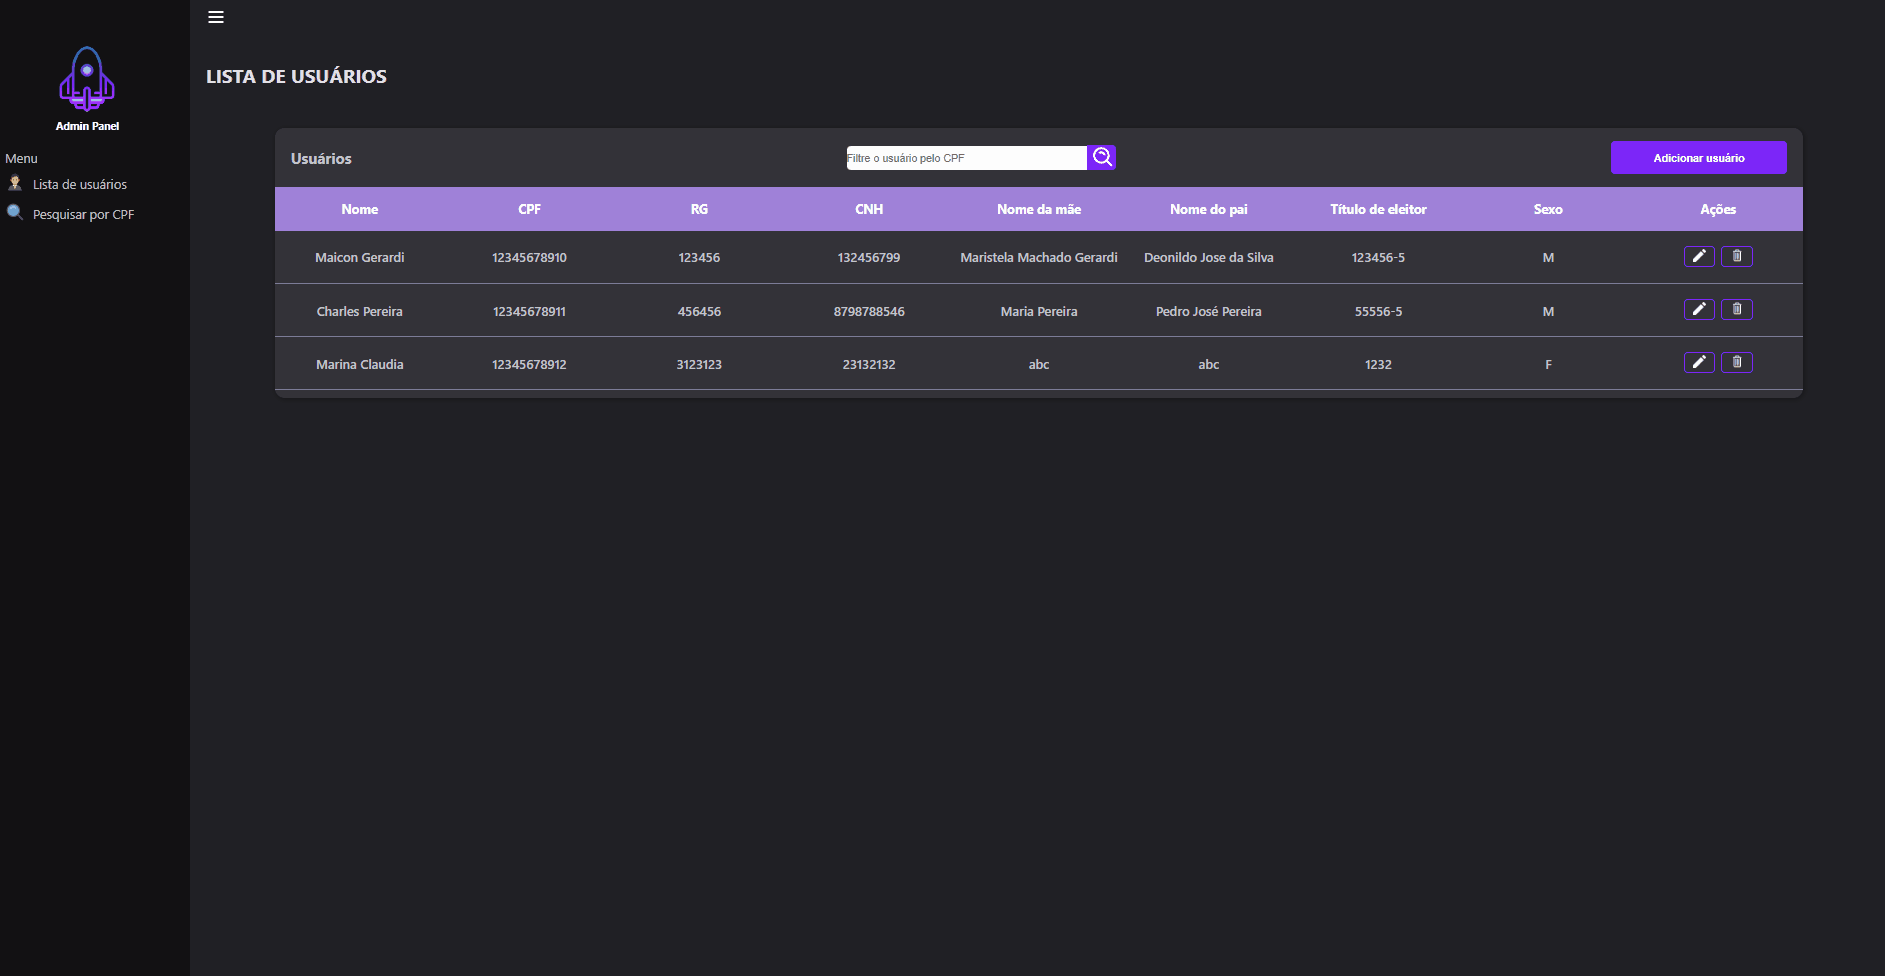 LISTA DE USUÁRIOS
Admin Panel
Menu
Lista de usuários
Pesquisar por CPF
Usuários Filtre o usuário pelo CPF Adicionar usuário
Nome CPF RG CNH Nome da mãe Nome do pai Título de eleitor Sexo Ações
Maicon Gerardi 12345678910 123456 132456799 Maristela Machado Gerardi Deonildo Jose da Silva 123456-5 M
Charles Pereira 12345678911 456456 8798788546 Maria Pereira Pedro José Pereira 55556-5 M
Marina Claudia 12345678912 3123123 23132132 abc abc 1232 F